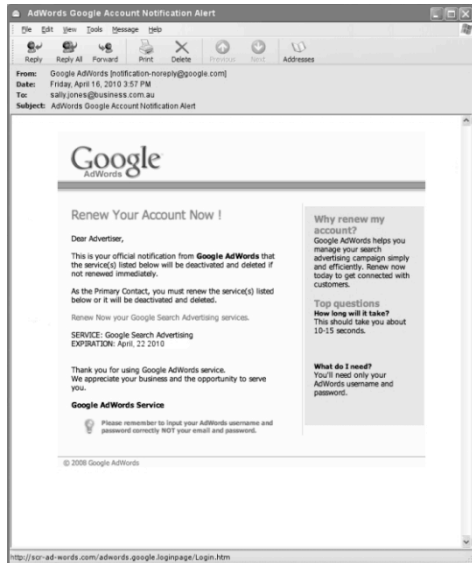 AdWords Google Account Notification Alert
File Edit View Tools Message Help
Reply Reply All Forward Print Delete Previous Next Addresses
From: Google AdWords [notification-noreply@google.com]
Date: Friday, April 16, 2010 3:57 PM
To: sally.jones@business.com.au
Subject: AdWords Google Account Notification Alert
Google
AdWords
Renew Your Account Now !
Dear Advertiser,
This is your official notification from Google AdWords that
the service(s) listed below will be deactivated and deleted if
not renewed immediately.
As the Primary Contact, you must renew the service(s) listed
below or it will be deactivated and deleted.
Renew Now your Google Search Advertising services.
SERVICE: Google Search Advertising
EXPIRATION: April, 22 2010
Thank you for using Google AdWords service.
We appreciate your business and the opportunity to serve
you.
Google AdWords Service
Please remember to input your AdWords username and
password correctly NOT your email and password.
Why renew my
account?
Google AdWords helps you
manage your search
advertising campaign simply
and efficiently. Renew now
today to get connected with
customers.
Top questions
How long will it take?
This should take you about
10-15 seconds.
What do I need?
You'll need only your
AdWords username and
password.
© 2008 Google AdWords
http://scr-ad-words.com/adwords.google.loginpage/Login.htm